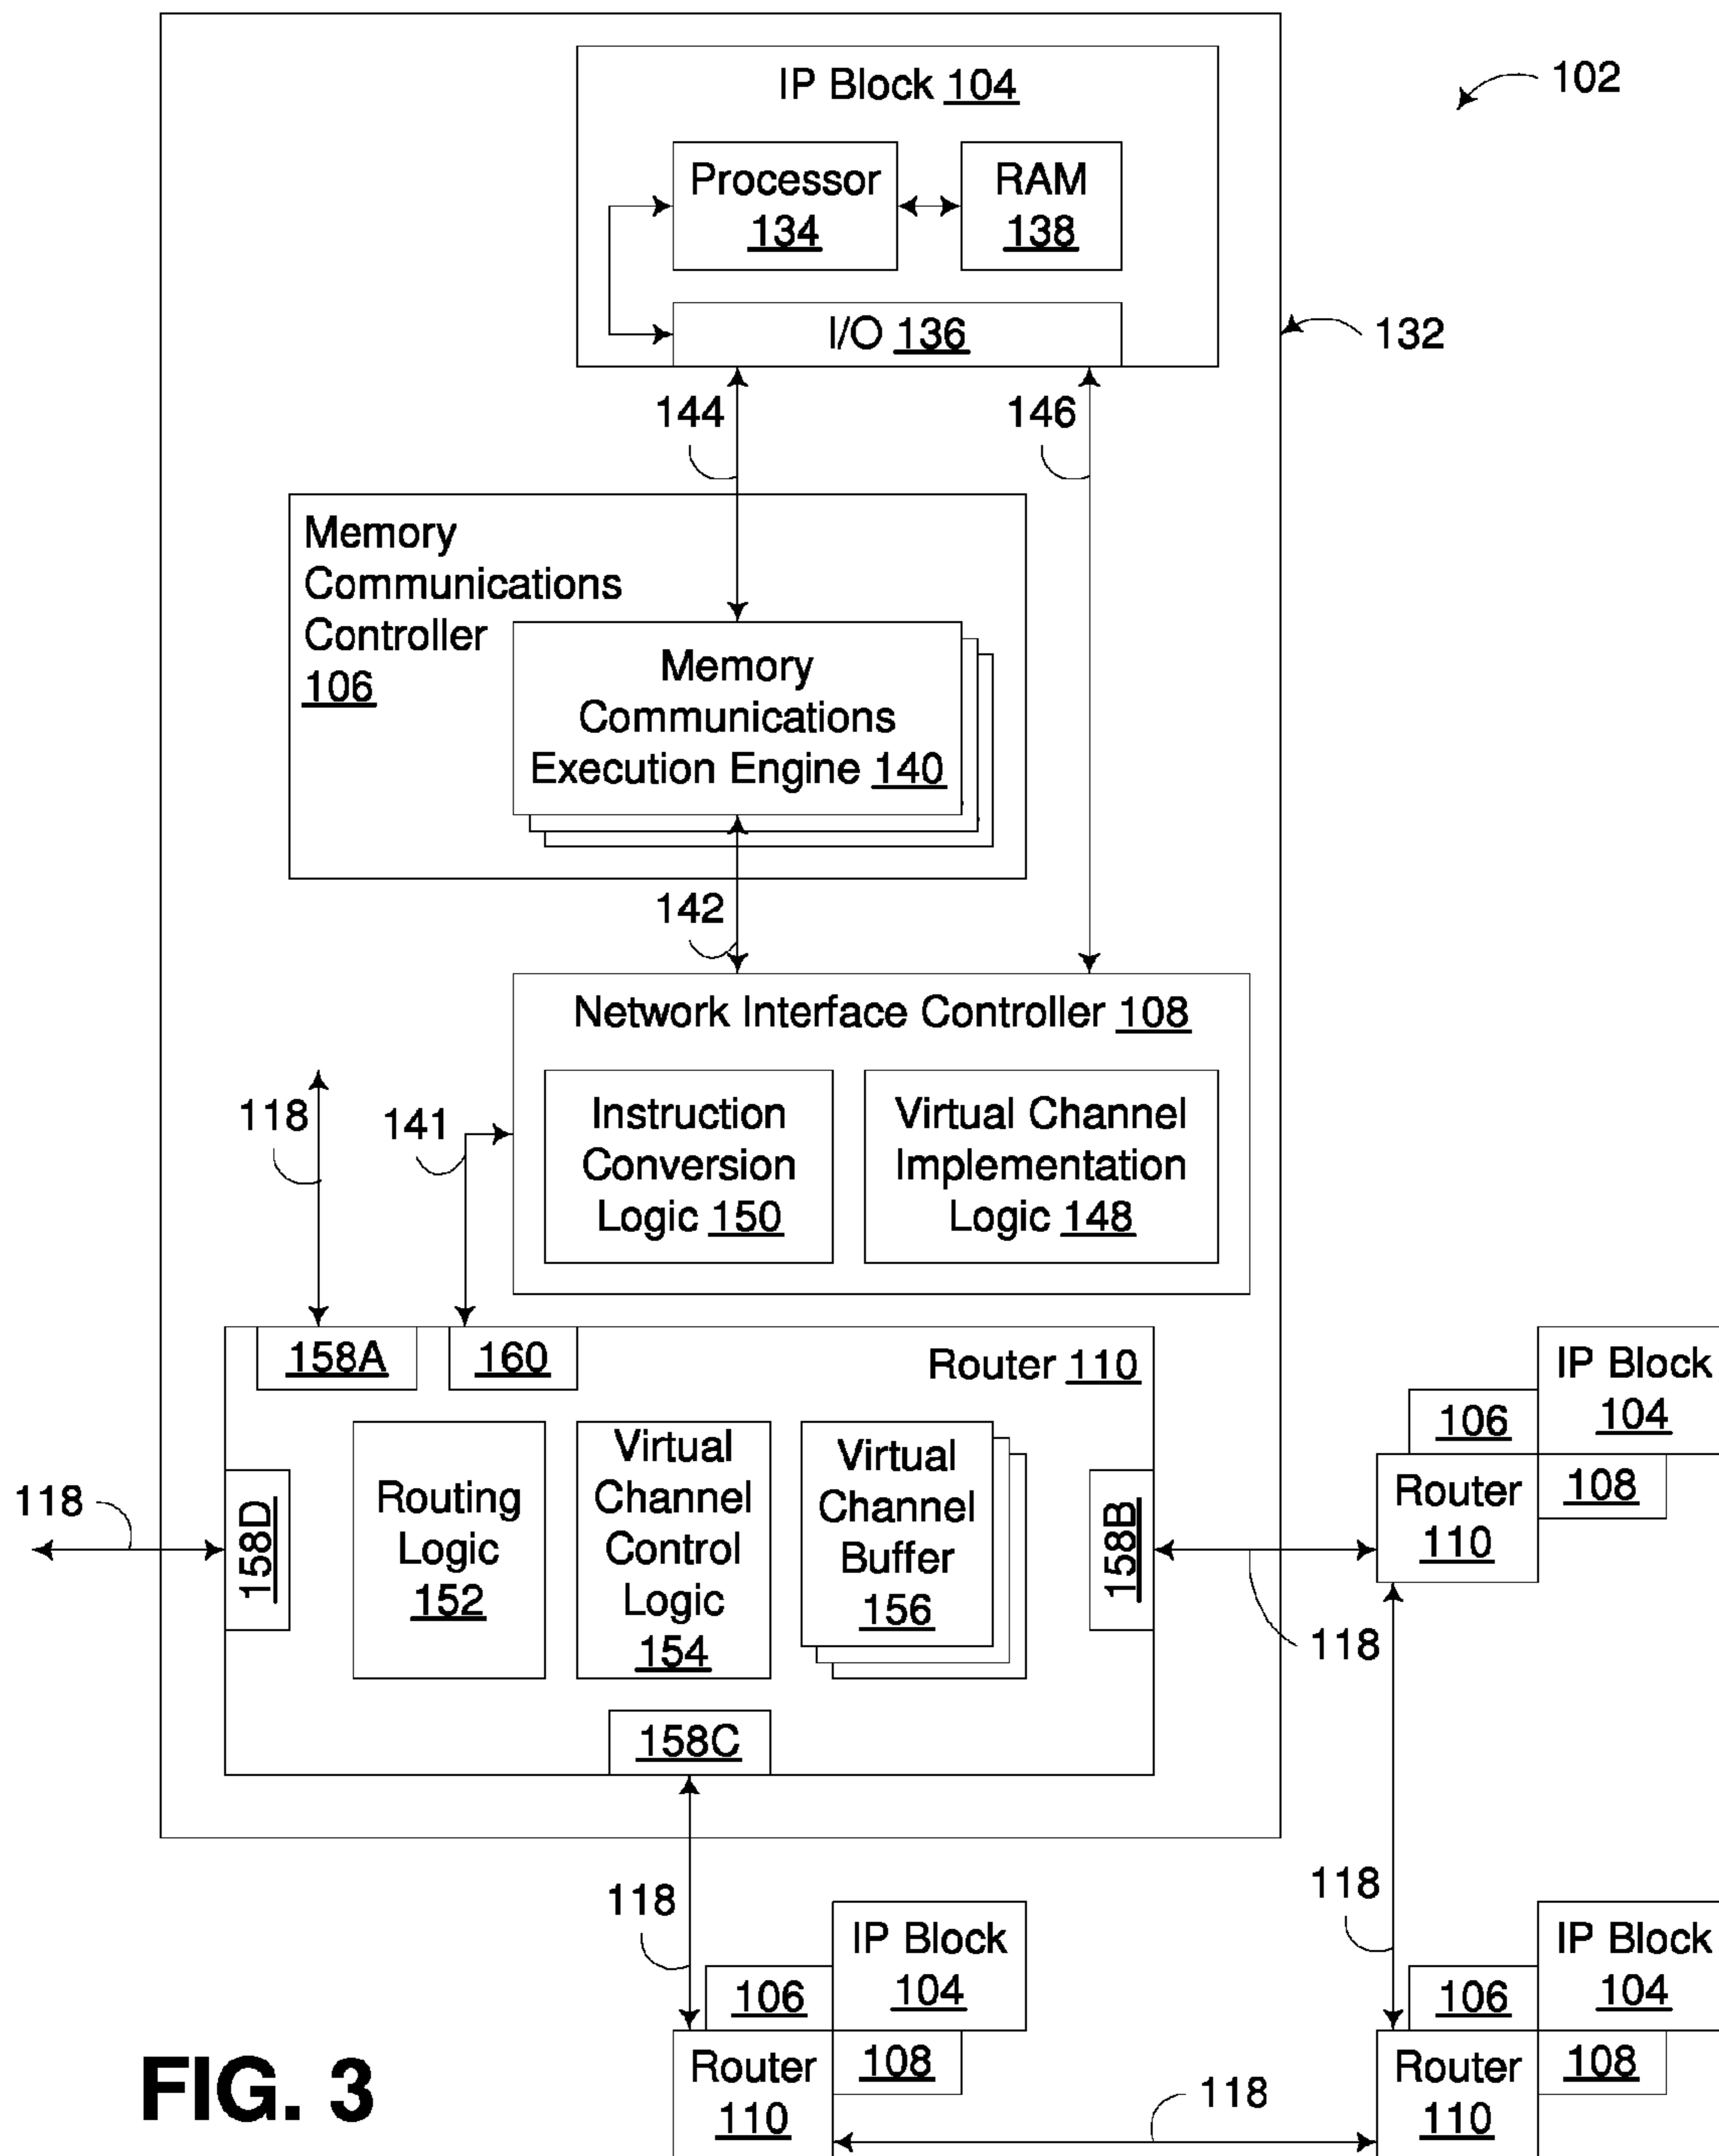 IP Block 104
102
Processor
134
RAM
138
I/O 136
132
144
146
Memory
Communications
Controller
106
Memory
Communications
Execution Engine 140
142
Network Interface Controller 108
118
141
Instruction
Conversion
Logic 150
Virtual Channel
Implementation
Logic 148
158A
160
Router 110
IP Block
104
106
Router
110
108
118
158D
Routing
Logic
152
Virtual
Channel
Control
Logic
154
Virtual
Channel
Buffer
156
158B
118
158C
118
118
IP Block
104
106
Router
110
108
IP Block
104
106
Router
110
108
118
FIG. 3